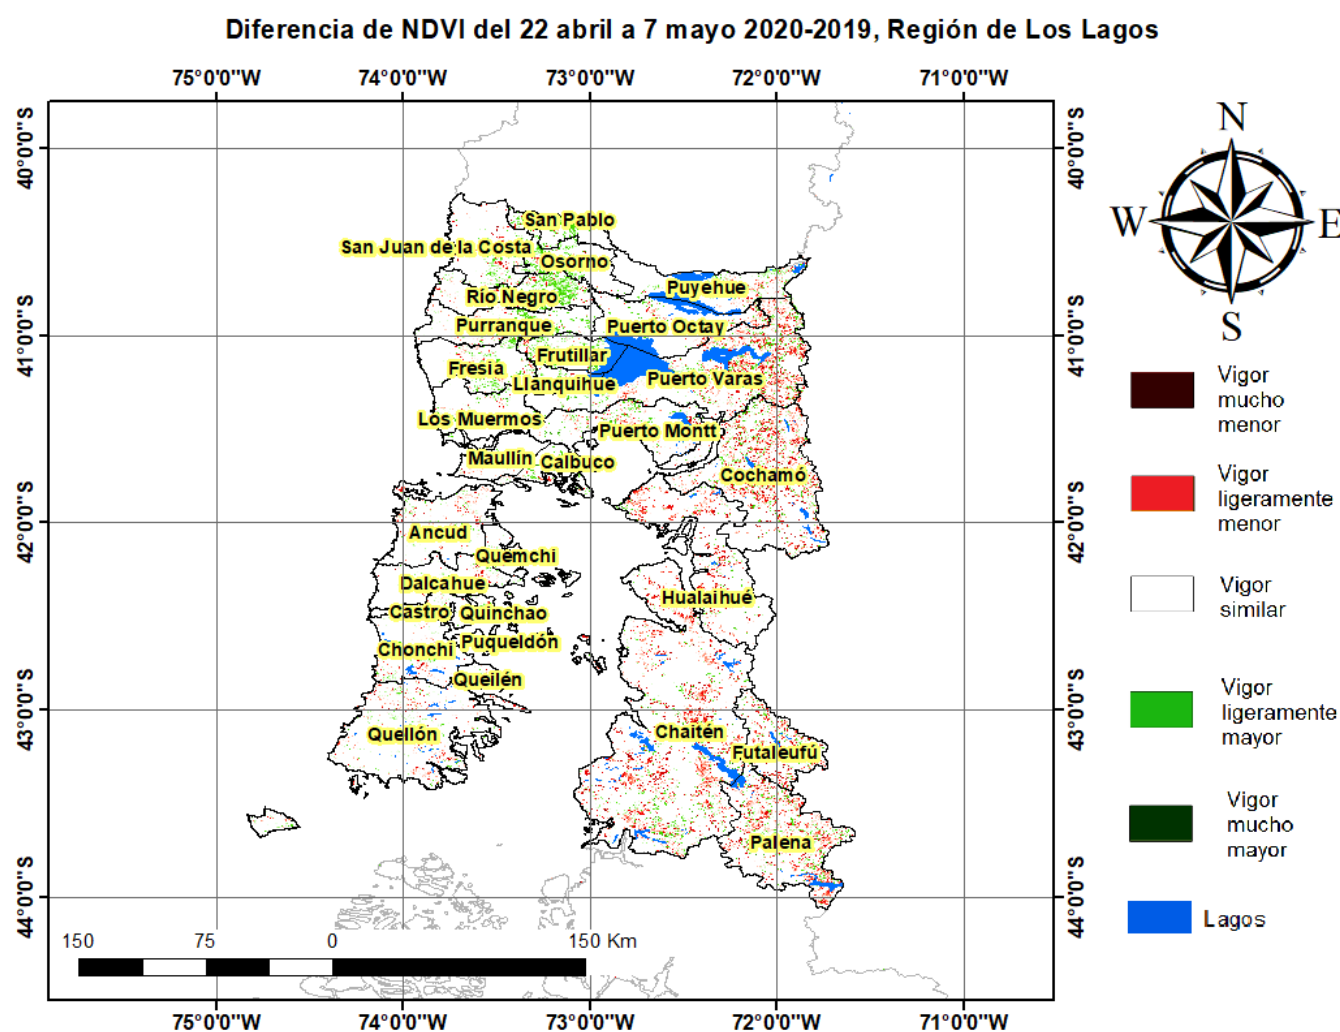 Diferencia de NDVI del 22 abril a 7 mayo 2020-2019, Región de Los Lagos
75°0'0"W 74°0'0"W 73°0'0"W 72°0'0"W 71°0'0"W
40°0'0"S
40°0'0"S
41°0'0"S
41°0'0"S
42°0'0"S
42°0'0"S
43°0'0"S
43°0'0"S
44°0'0"S
44°0'0"S
San Pablo
San Juan de la Costa
Osorno
Río Negro
Puyehue
Purranque
Puerto Octay
Frutillar
Fresia
Llanquihue
Puerto Varas
Los Muermos
Puerto Montt
Maullín
Calbuco
Cochamó
Ancud
Quemchi
Dalcahue
Hualaihué
Castro
Quinchao
Chonchi
Puqueldón
Queilén
Quellón
Chaitén
Futaleufú
Palena
150 75 0 150 Km
75°0'0"W 74°0'0"W 73°0'0"W 72°0'0"W 71°0'0"W
N
W
E
S
Vigor
mucho
menor
Vigor
ligeramente
menor
Vigor
similar
Vigor
ligeramente
mayor
Vigor
mucho
mayor
Lagos